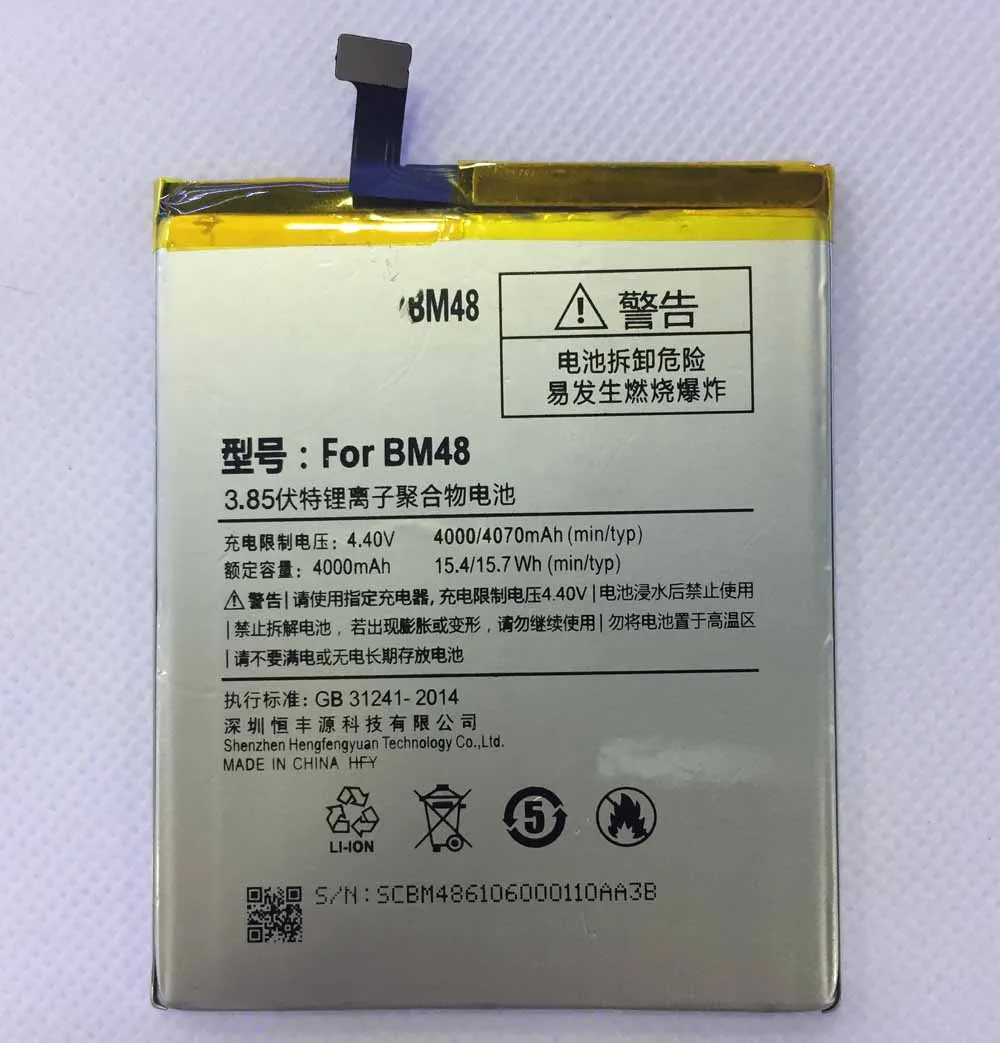 BM48
警告
电池拆卸危险
易发生燃烧爆炸
型号：For BM48
3.85伏特锂离子聚合物电池
充电限制电压: 4.40V 4000/4070mAh (min/typ)
额定容量: 4000mAh 15.4/15.7 Wh (min/typ)
警告|请使用指定充电器, 充电限制电压4.40V|电池浸水后禁止使用
|禁止拆解电池，若出现膨胀或变形，请勿继续使用|勿将电池置于高温区
|请不要满电或无电长期存放电池
执行标准: GB 31241-2014
深圳恒丰源科技有限公司
Shenzhen Hengfengyuan Technology Co.,Ltd.
MADE IN CHINA HFY
5
LI-ION
S/N: SCBM486106000110AA3B